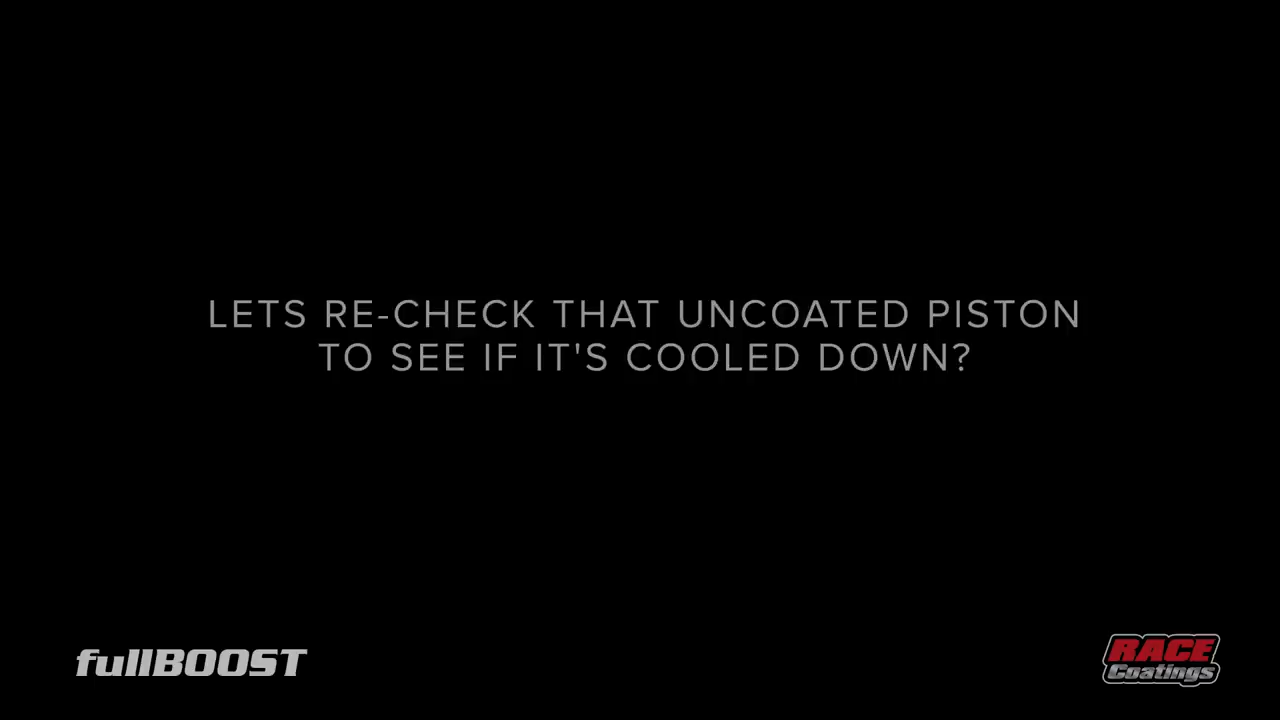 LETS RE-CHECK THAT UNCOATED PISTON
TO SEE IF IT'S COOLED DOWN?
fullBOOST
RACE
Coatings